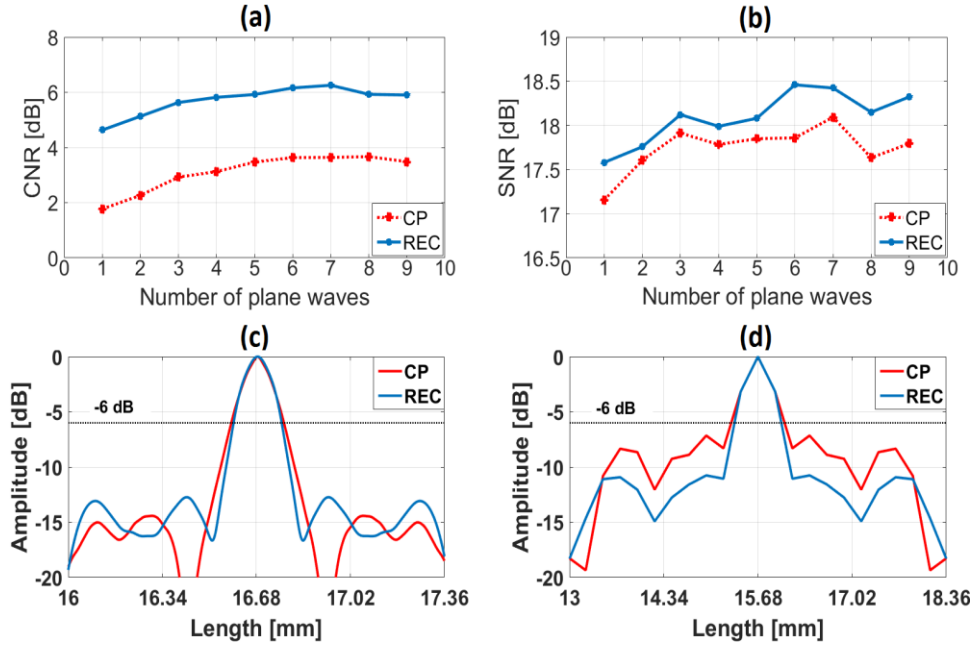 (a)
8
6
4
2
0
CNR [dB]
0 1 2 3 4 5 6 7 8 9 10
Number of plane waves
CP
REC
(b)
19
18.5
18
17.5
17
16.5
SNR [dB]
0 1 2 3 4 5 6 7 8 9 10
Number of plane waves
CP
REC
(c)
0
-5
-10
-15
-20
Amplitude [dB]
-6 dB
CP
REC
16 16.34 16.68 17.02 17.36
Length [mm]
(d)
0
-5
-10
-15
-20
Amplitude [dB]
-6 dB
CP
REC
13 14.34 15.68 17.02 18.36
Length [mm]